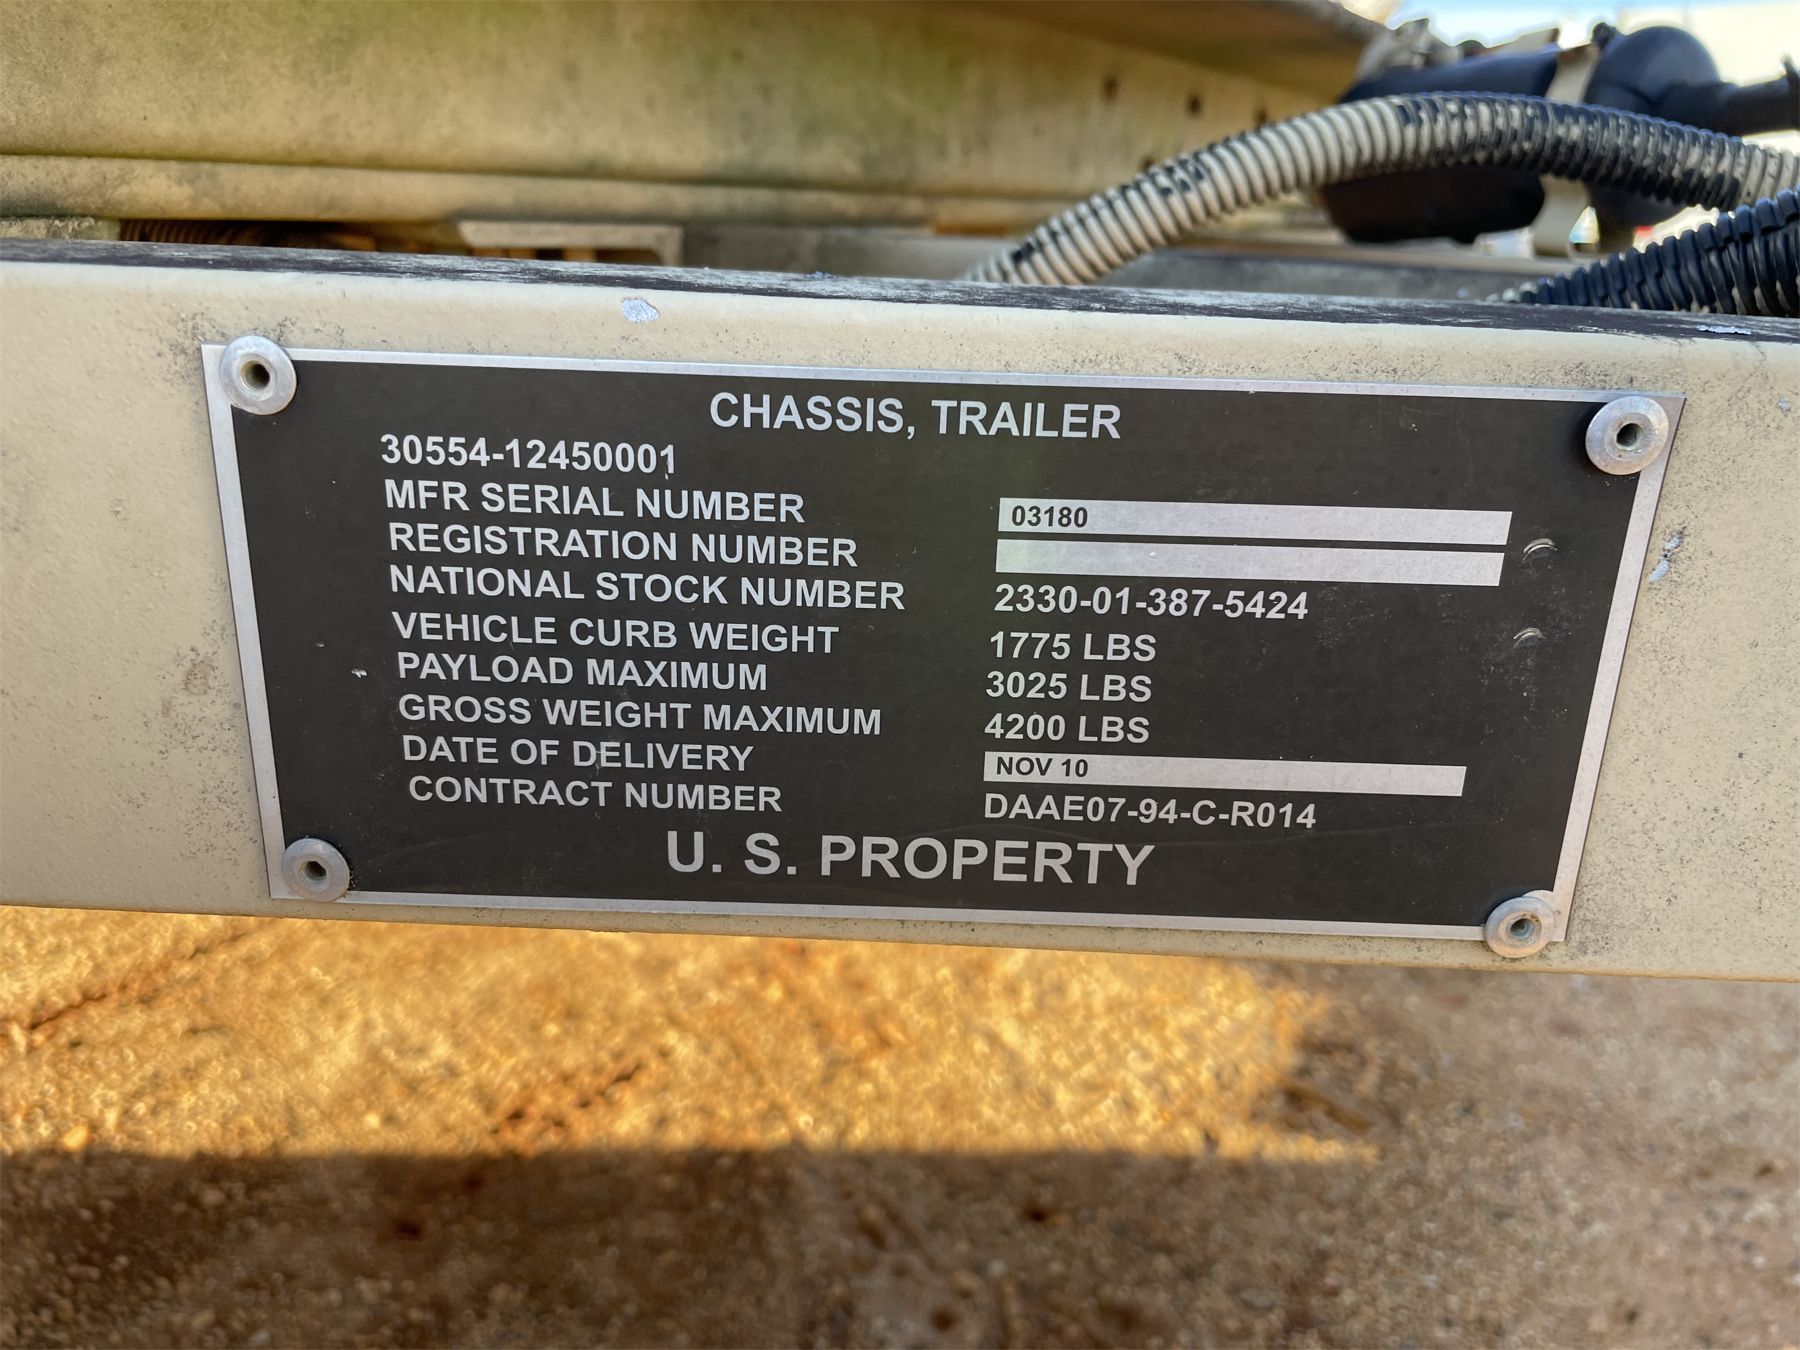 CHASSIS, TRAILER
30554-12450001
MFR SERIAL NUMBER 03180
REGISTRATION NUMBER
NATIONAL STOCK NUMBER 2330-01-387-5424
VEHICLE CURB WEIGHT 1775 LBS
PAYLOAD MAXIMUM 3025 LBS
GROSS WEIGHT MAXIMUM 4200 LBS
DATE OF DELIVERY NOV 10
CONTRACT NUMBER DAAE07-94-C-R014
U. S. PROPERTY